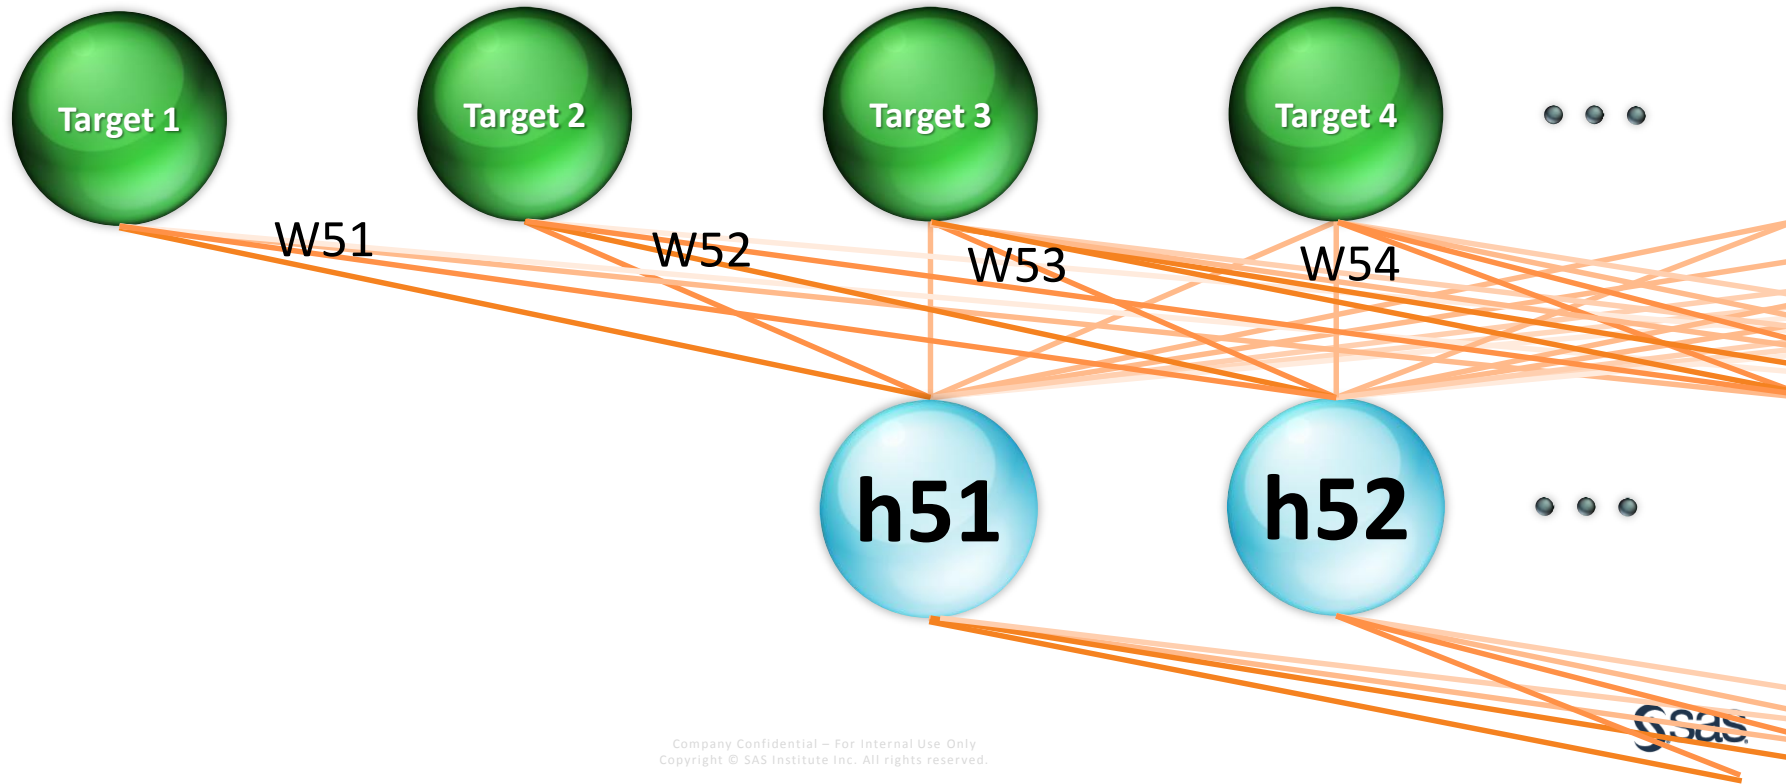 Target 1
Target 2
Target 3
Target 4
W51
W52
W53
W54
h51
h52
sas
Company Confidential – For Internal Use Only
Copyright © SAS Institute Inc. All rights reserved.